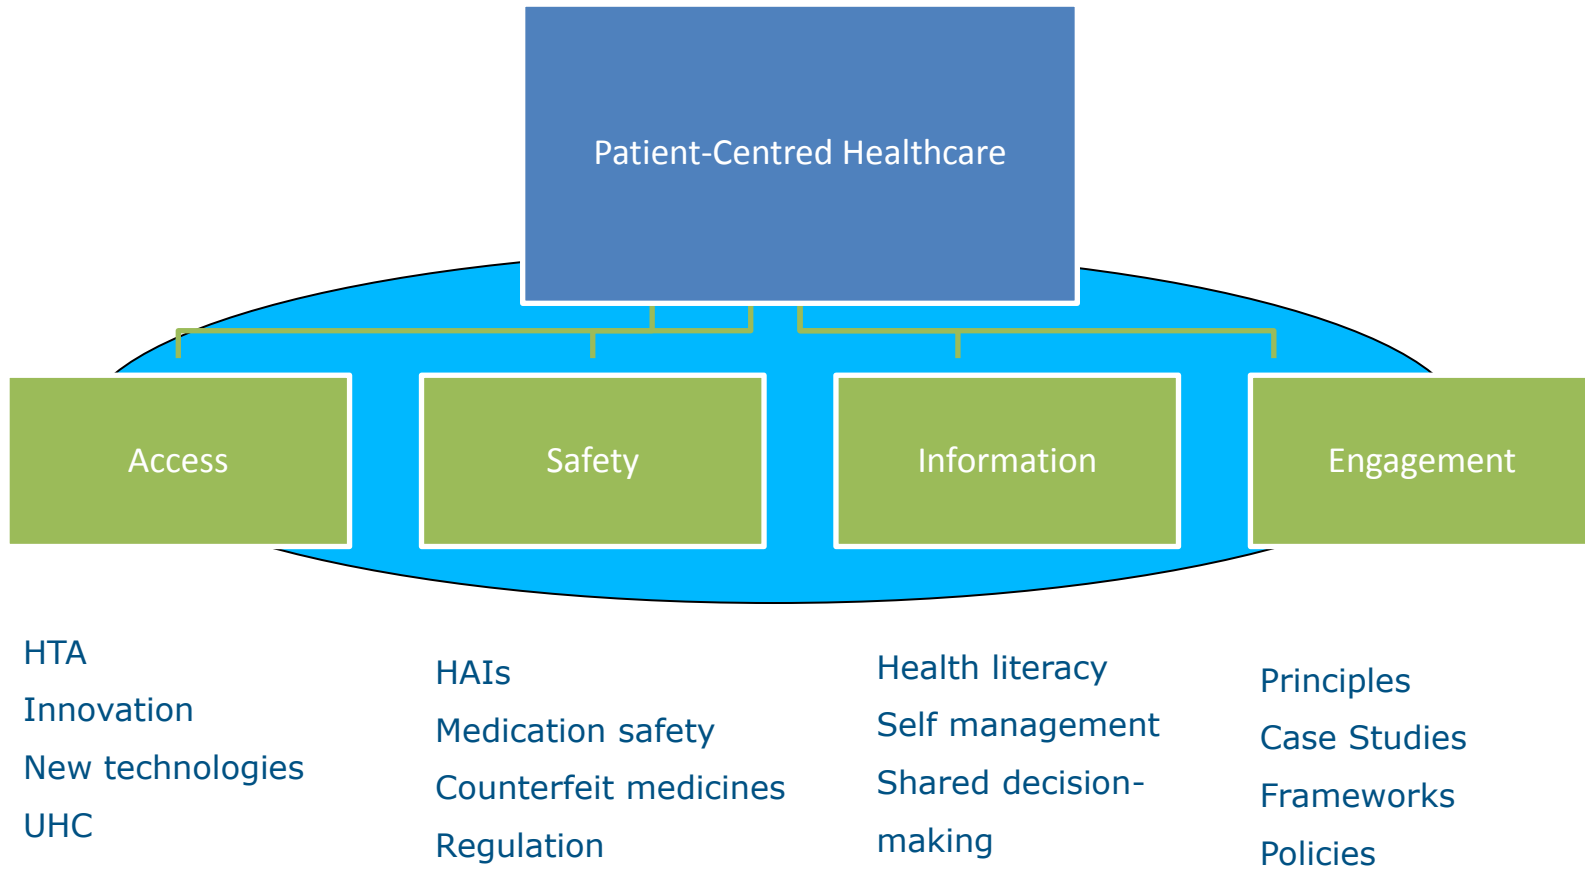 Patient-Centred Healthcare
Access
Safety
Information
Engagement
HTA
Innovation
New technologies
UHC
HAIs
Medication safety
Counterfeit medicines
Regulation
Health literacy
Self management
Shared decision-
making
Principles
Case Studies
Frameworks
Policies